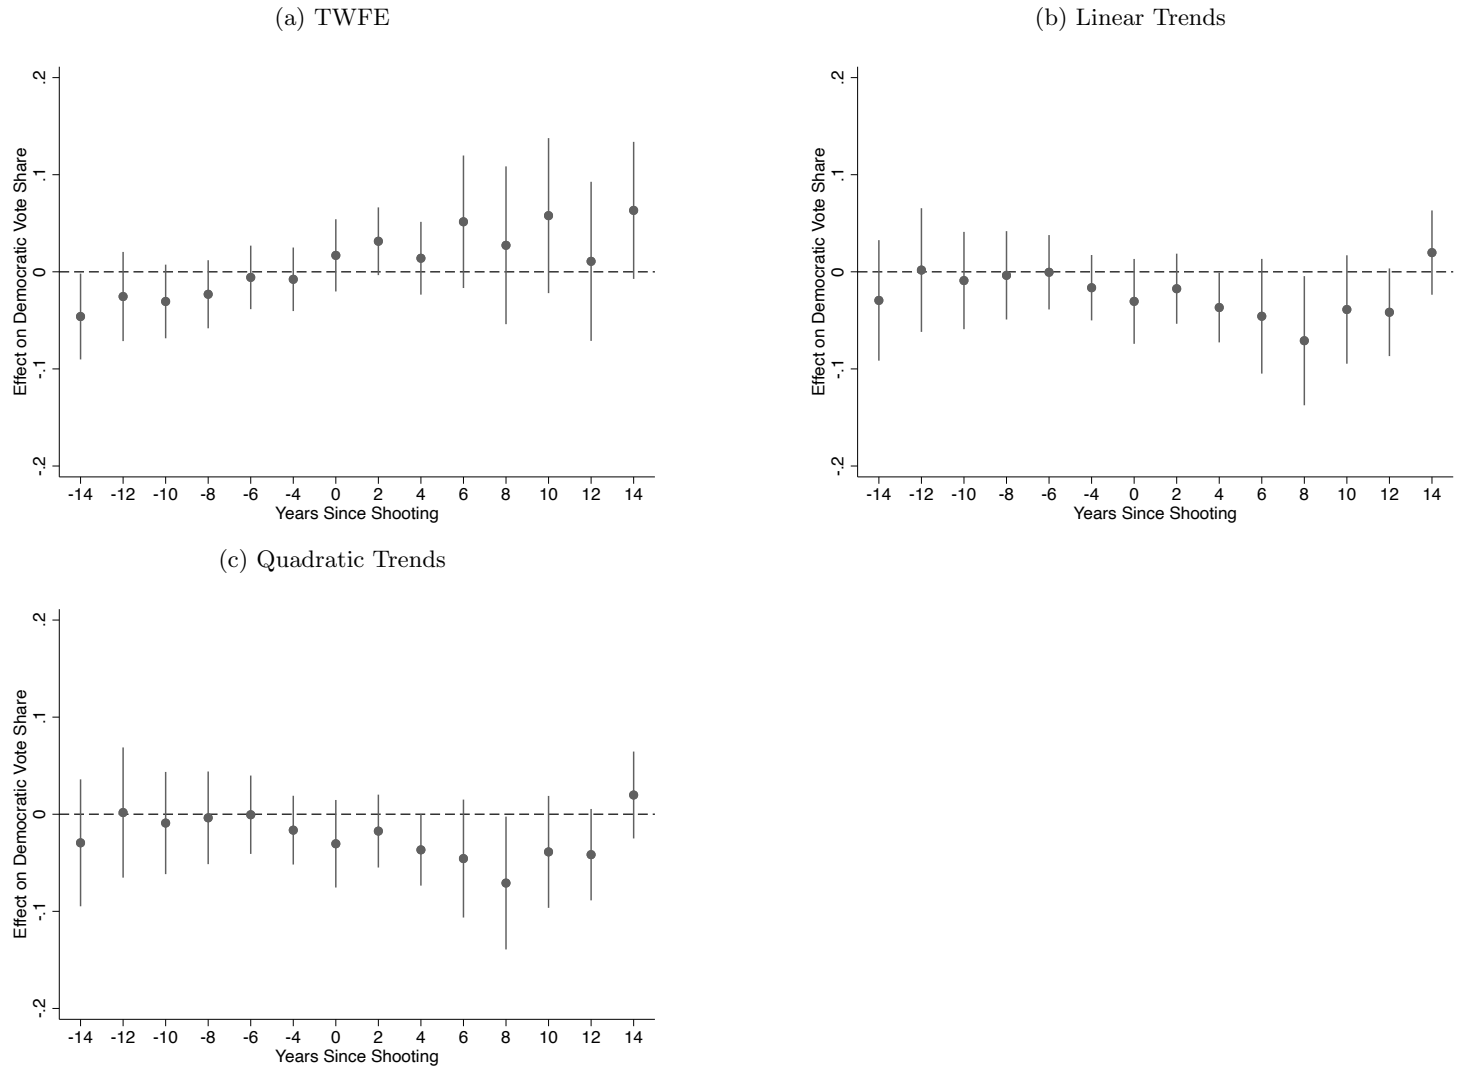 (a) TWFE
.2
.1
0
-.1
-.2
Effect on Democratic Vote Share
-14 -12 -10 -8 -6 -4 0 2 4 6 8 10 12 14
Years Since Shooting
(b) Linear Trends
.2
.1
0
-.1
-.2
Effect on Democratic Vote Share
-14 -12 -10 -8 -6 -4 0 2 4 6 8 10 12 14
Years Since Shooting
(c) Quadratic Trends
.2
.1
0
-.1
-.2
Effect on Democratic Vote Share
-14 -12 -10 -8 -6 -4 0 2 4 6 8 10 12 14
Years Since Shooting